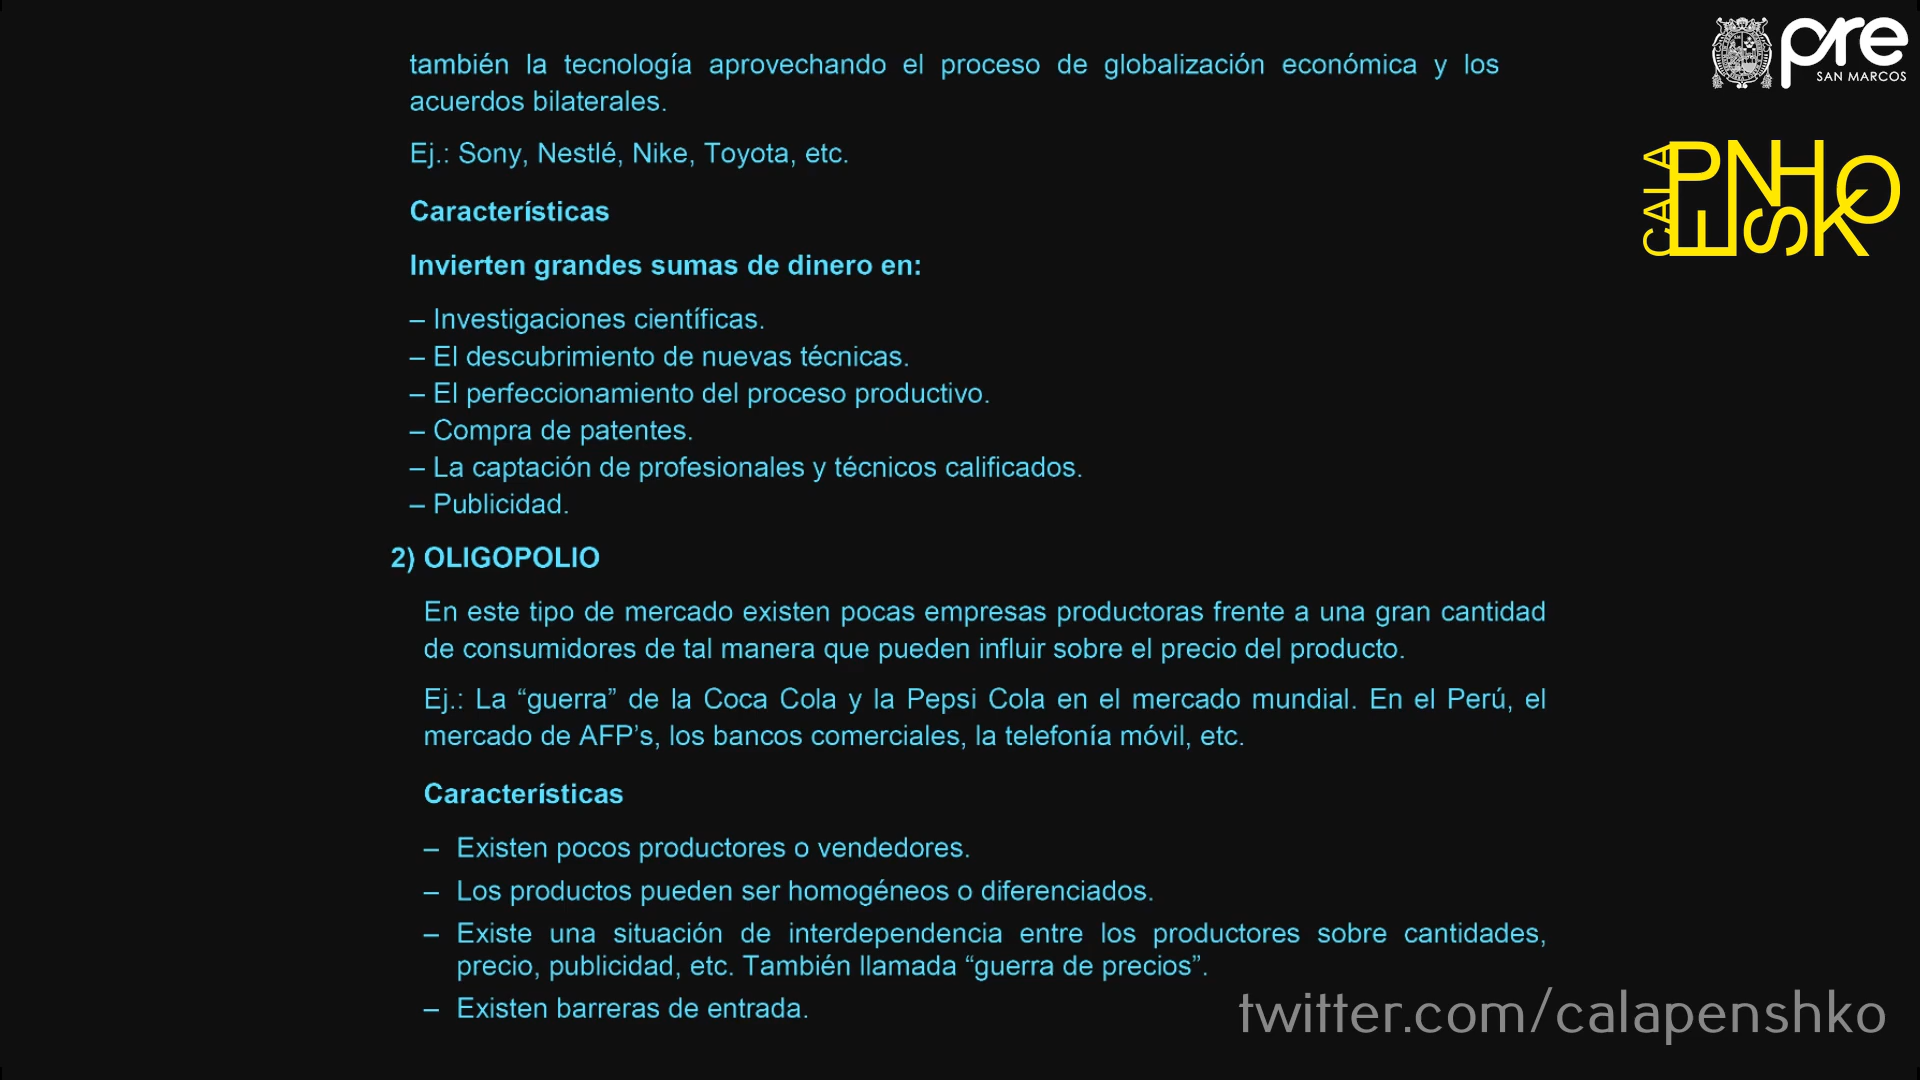 también la tecnología aprovechando el proceso de globalización económica y los
acuerdos bilaterales.
Ej.: Sony, Nestlé, Nike, Toyota, etc.
Características
Invierten grandes sumas de dinero en:
– Investigaciones científicas.
– El descubrimiento de nuevas técnicas.
– El perfeccionamiento del proceso productivo.
– Compra de patentes.
– La captación de profesionales y técnicos calificados.
– Publicidad.
2) OLIGOPOLIO
En este tipo de mercado existen pocas empresas productoras frente a una gran cantidad
de consumidores de tal manera que pueden influir sobre el precio del producto.
Ej.: La “guerra” de la Coca Cola y la Pepsi Cola en el mercado mundial. En el Perú, el
mercado de AFP’s, los bancos comerciales, la telefonía móvil, etc.
Características
– Existen pocos productores o vendedores.
– Los productos pueden ser homogéneos o diferenciados.
– Existe una situación de interdependencia entre los productores sobre cantidades,
precio, publicidad, etc. También llamada “guerra de precios”.
– Existen barreras de entrada.
pre
SAN MARCOS
CALA
PENSHKO
twitter.com/calapenshko